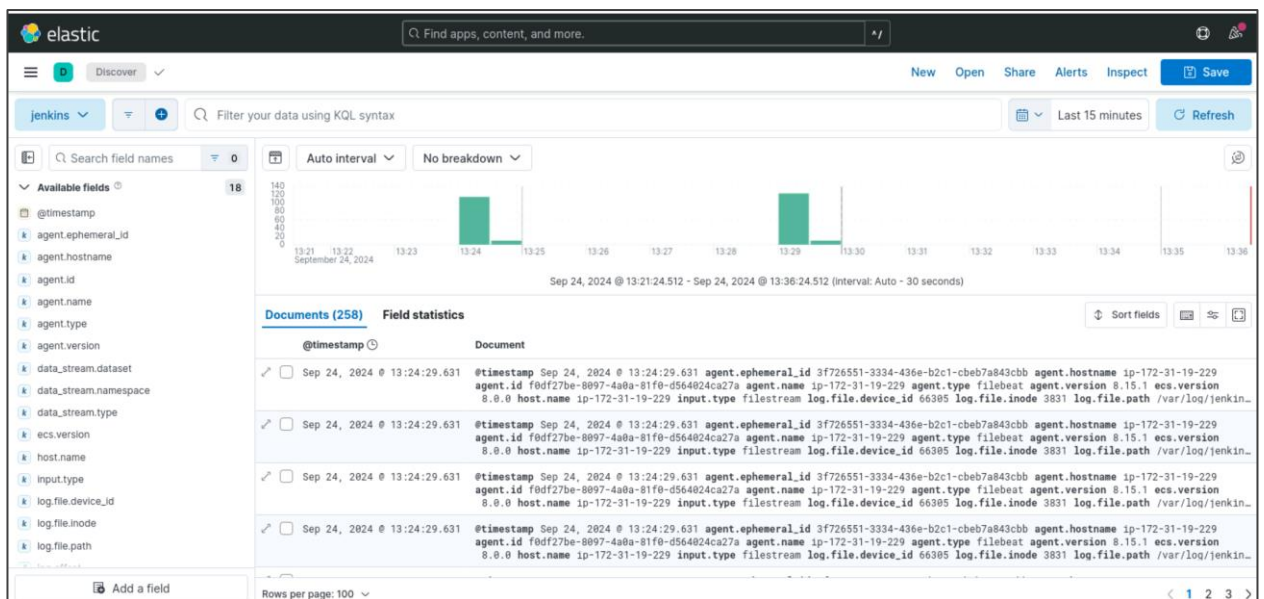 elastic
Find apps, content, and more.
^/
D
Discover
New Open Share Alerts Inspect Save
jenkins
Filter your data using KQL syntax
Last 15 minutes
Refresh
Search field names
0
Auto interval
No breakdown
Available fields
18
@timestamp
agent.ephemeral_id
agent.hostname
agent.id
agent.name
agent.type
agent.version
data_stream.dataset
data_stream.namespace
data_stream.type
ecs.version
host.name
input.type
log.file.device_id
log.file.inode
log.file.path
Add a field
140
120
100
80
60
40
20
0
13:21 13:22 13:23 13:24 13:25 13:26 13:27 13:28 13:29 13:30 13:31 13:32 13:33 13:34 13:35 13:36
September 24, 2024
Sep 24, 2024 @ 13:21:24.512 - Sep 24, 2024 @ 13:36:24.512 (interval: Auto - 30 seconds)
Documents (258) Field statistics
Sort fields
@timestamp Document
Sep 24, 2024 @ 13:24:29.631 @timestamp Sep 24, 2024 @ 13:24:29.631 agent.ephemeral_id 3f726551-3334-436e-b2c1-cbeb7a843cbb agent.hostname ip-172-31-19-229
agent.id f0df27be-8097-4a0a-81f0-d564024ca27a agent.name ip-172-31-19-229 agent.type filebeat agent.version 8.15.1 ecs.version
8.0.0 host.name ip-172-31-19-229 input.type filestream log.file.device_id 66305 log.file.inode 3831 log.file.path /var/log/jenkin…
Sep 24, 2024 @ 13:24:29.631 @timestamp Sep 24, 2024 @ 13:24:29.631 agent.ephemeral_id 3f726551-3334-436e-b2c1-cbeb7a843cbb agent.hostname ip-172-31-19-229
agent.id f0df27be-8097-4a0a-81f0-d564024ca27a agent.name ip-172-31-19-229 agent.type filebeat agent.version 8.15.1 ecs.version
8.0.0 host.name ip-172-31-19-229 input.type filestream log.file.device_id 66305 log.file.inode 3831 log.file.path /var/log/jenkin…
Sep 24, 2024 @ 13:24:29.631 @timestamp Sep 24, 2024 @ 13:24:29.631 agent.ephemeral_id 3f726551-3334-436e-b2c1-cbeb7a843cbb agent.hostname ip-172-31-19-229
agent.id f0df27be-8097-4a0a-81f0-d564024ca27a agent.name ip-172-31-19-229 agent.type filebeat agent.version 8.15.1 ecs.version
8.0.0 host.name ip-172-31-19-229 input.type filestream log.file.device_id 66305 log.file.inode 3831 log.file.path /var/log/jenkin…
Sep 24, 2024 @ 13:24:29.631 @timestamp Sep 24, 2024 @ 13:24:29.631 agent.ephemeral_id 3f726551-3334-436e-b2c1-cbeb7a843cbb agent.hostname ip-172-31-19-229
agent.id f0df27be-8097-4a0a-81f0-d564024ca27a agent.name ip-172-31-19-229 agent.type filebeat agent.version 8.15.1 ecs.version
8.0.0 host.name ip-172-31-19-229 input.type filestream log.file.device_id 66305 log.file.inode 3831 log.file.path /var/log/jenkin…
Rows per page: 100
1 2 3